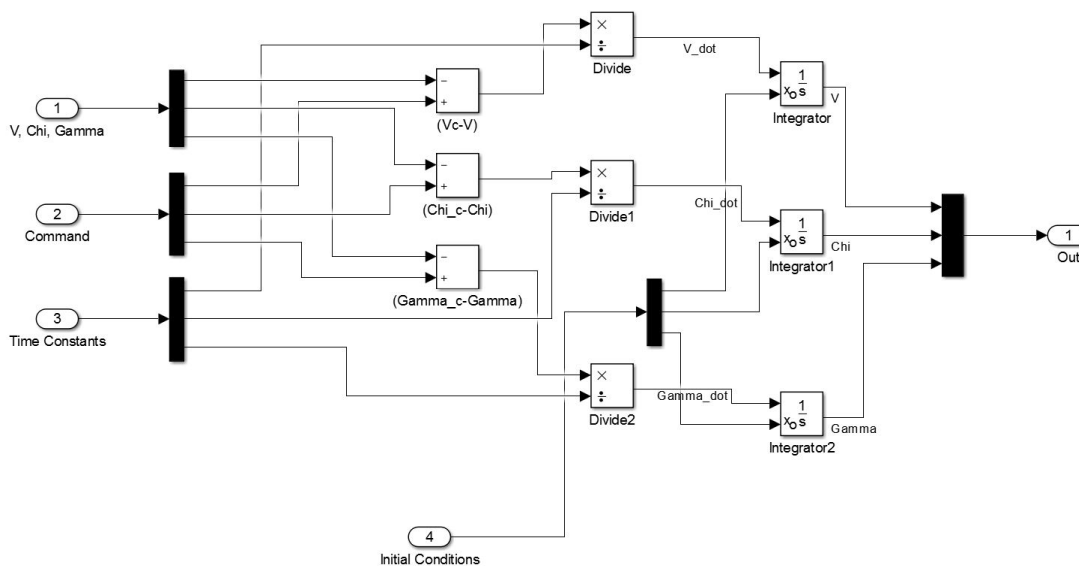 ×
÷
Divide
V_dot
1
V, Chi, Gamma
−
+
(Vc-V)
1
s
xo
V
Integrator
2
Command
−
+
(Chi_c-Chi)
×
÷
Divide1
Chi_dot
1
s
xo
Chi
Integrator1
1
Out
3
Time Constants
−
+
(Gamma_c-Gamma)
×
÷
Divide2
Gamma_dot
1
s
xo
Gamma
Integrator2
4
Initial Conditions